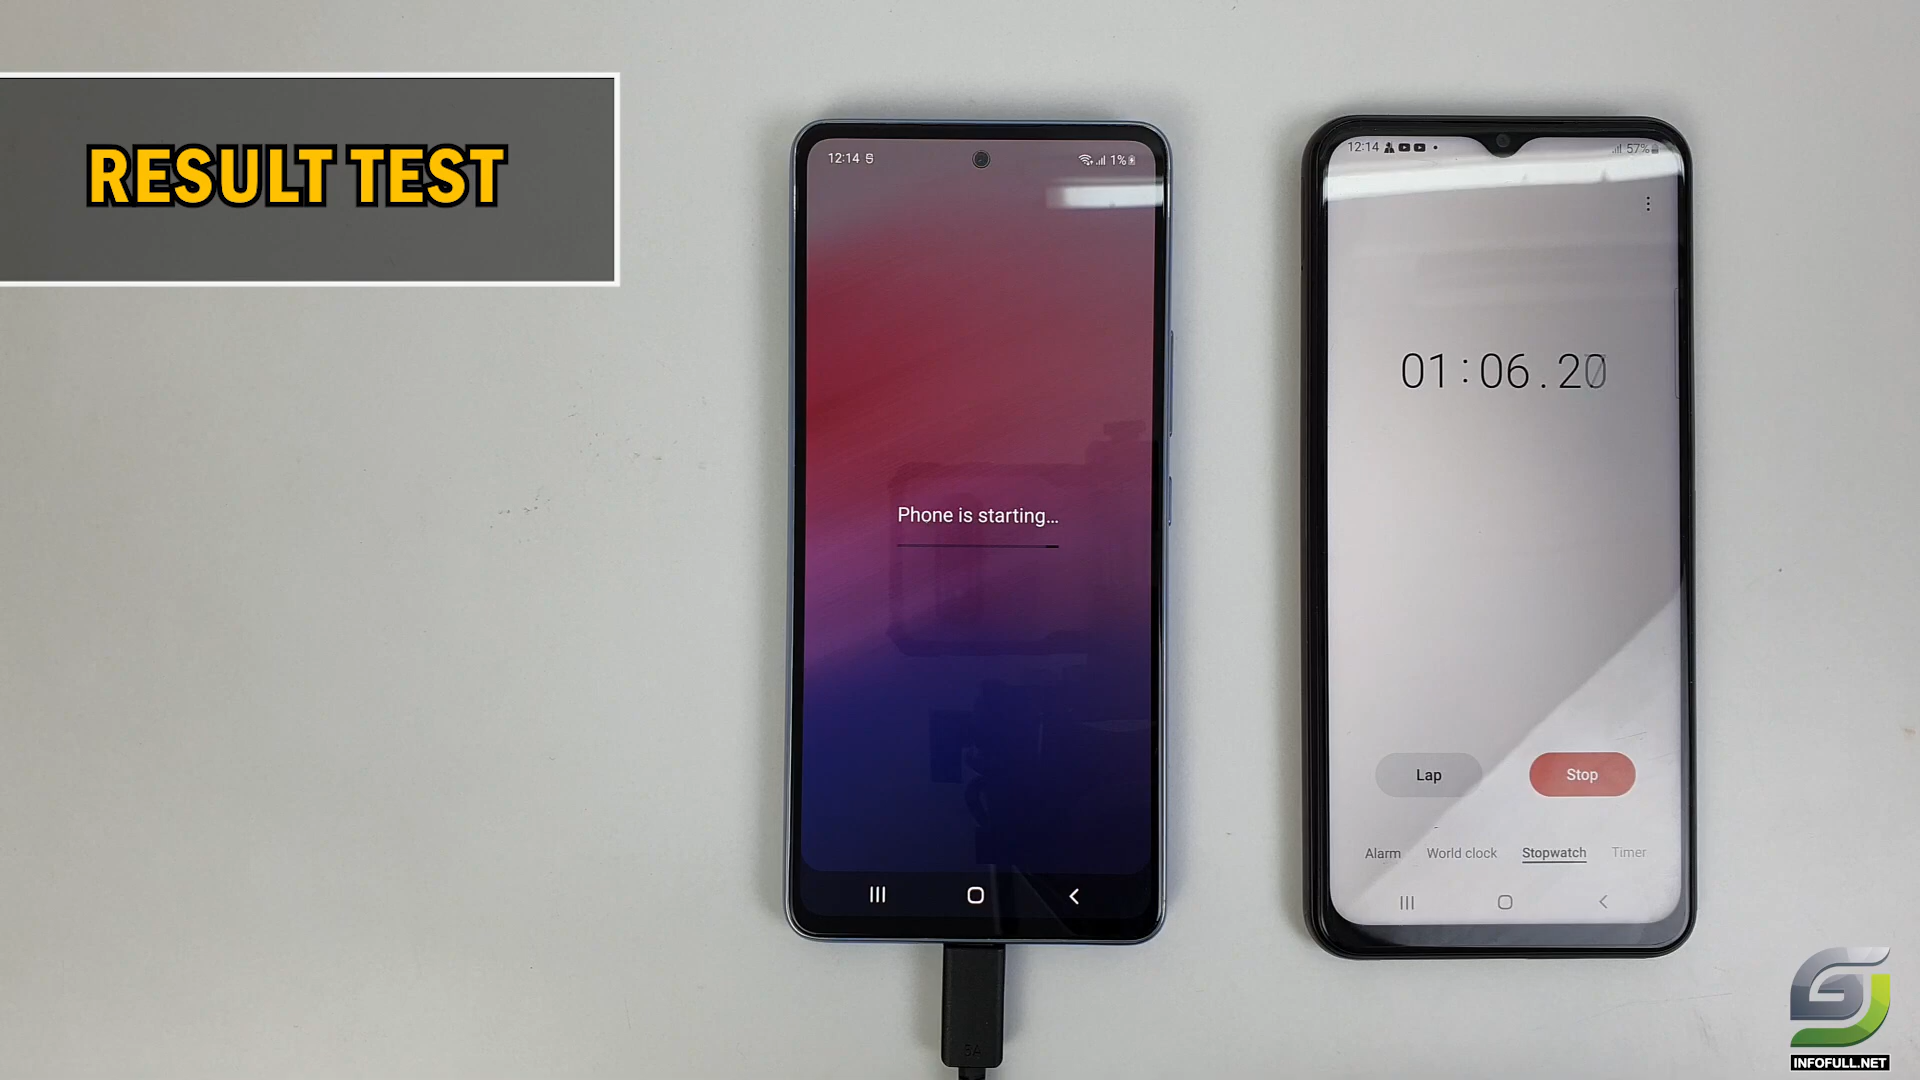 RESULT TEST
12:14
1%
Phone is starting...
12:14
57%
01:06.20
Lap
Stop
Alarm World clock Stopwatch Timer
INFOFULL.NET